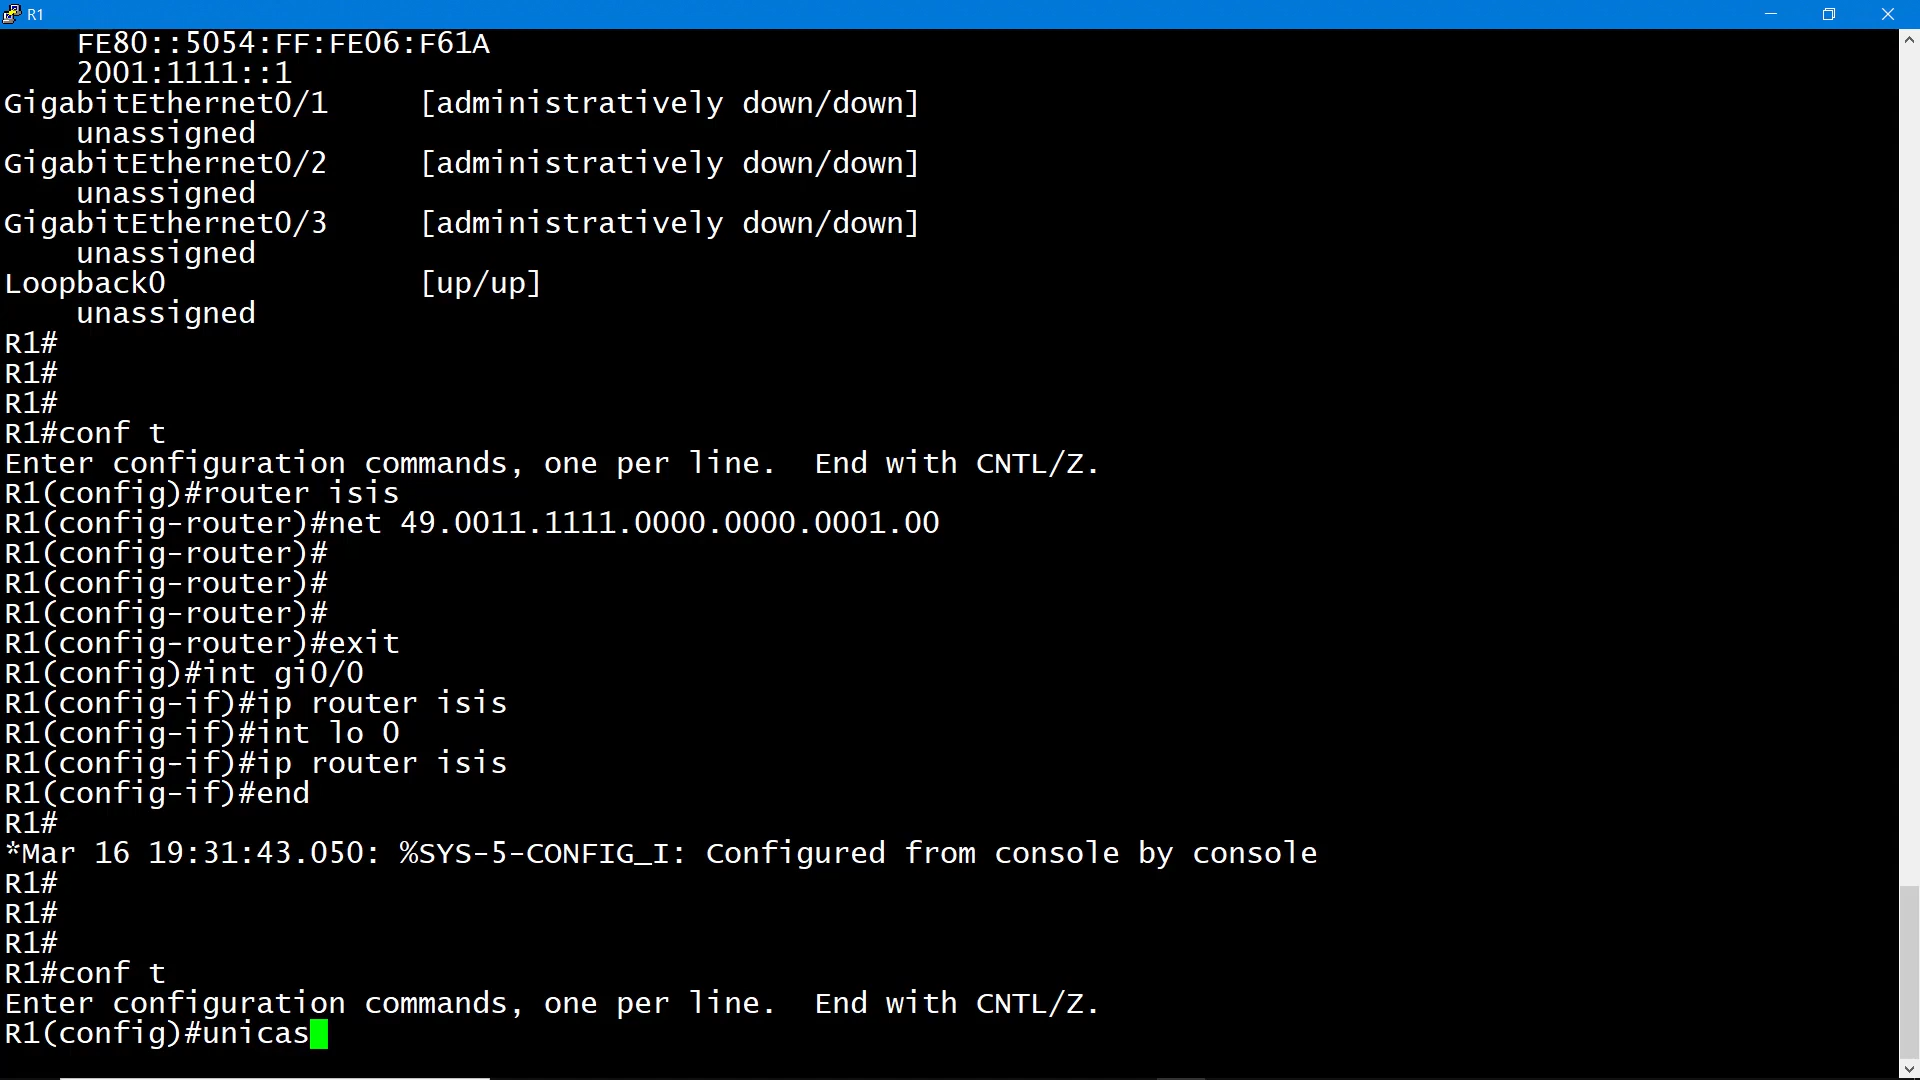 R1
FE80::5054:FF:FE06:F61A
2001:1111::1
GigabitEthernet0/1 [administratively down/down]
unassigned
GigabitEthernet0/2 [administratively down/down]
unassigned
GigabitEthernet0/3 [administratively down/down]
unassigned
Loopback0 [up/up]
unassigned
R1#
R1#
R1#
R1#conf t
Enter configuration commands, one per line.  End with CNTL/Z.
R1(config)#router isis
R1(config-router)#net 49.0011.1111.0000.0000.0001.00
R1(config-router)#
R1(config-router)#
R1(config-router)#
R1(config-router)#exit
R1(config)#int gi0/0
R1(config-if)#ip router isis
R1(config-if)#int lo 0
R1(config-if)#ip router isis
R1(config-if)#end
R1#
*Mar 16 19:31:43.050: %SYS-5-CONFIG_I: Configured from console by console
R1#
R1#
R1#
R1#conf t
Enter configuration commands, one per line.  End with CNTL/Z.
R1(config)#unicas